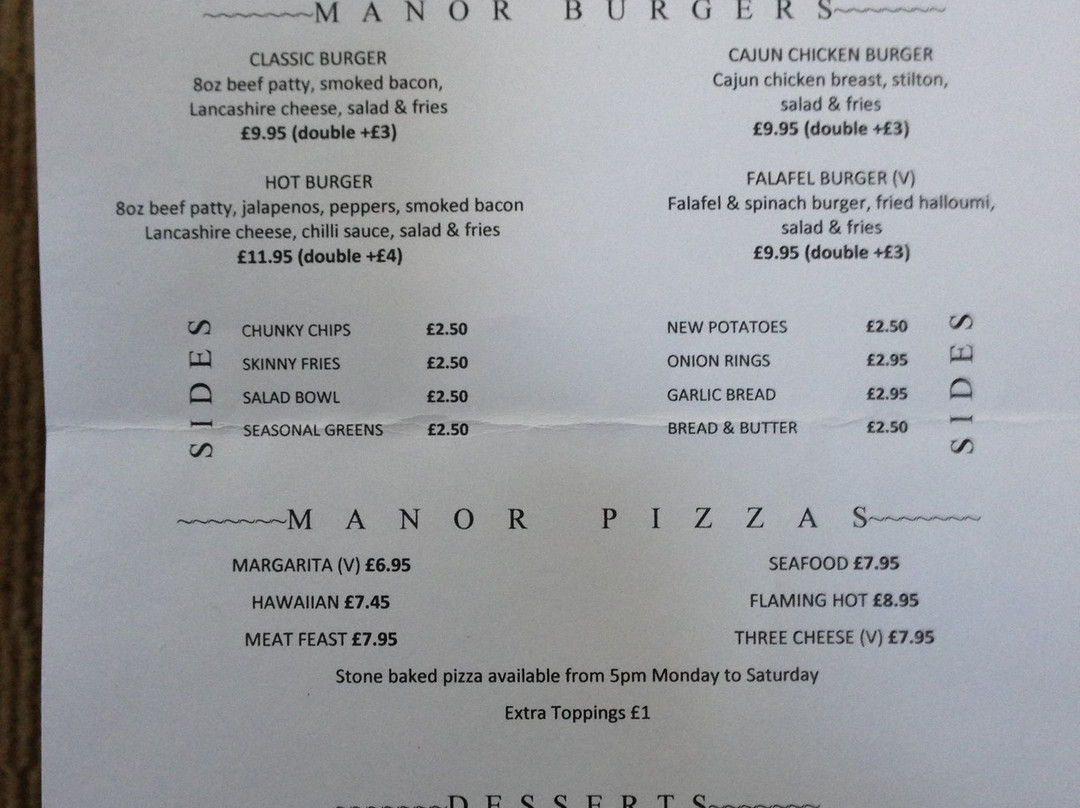 MANOR BURGERS
CLASSIC BURGER
8oz beef patty, smoked bacon,
Lancashire cheese, salad & fries
£9.95 (double +£3)
CAJUN CHICKEN BURGER
Cajun chicken breast, stilton,
salad & fries
£9.95 (double +£3)
HOT BURGER
8oz beef patty, jalapenos, peppers, smoked bacon
Lancashire cheese, chilli sauce, salad & fries
£11.95 (double +£4)
FALAFEL BURGER (V)
Falafel & spinach burger, fried halloumi,
salad & fries
£9.95 (double +£3)
SIDES
CHUNKY CHIPS £2.50
SKINNY FRIES £2.50
SALAD BOWL £2.50
SEASONAL GREENS £2.50
NEW POTATOES £2.50
ONION RINGS £2.95
GARLIC BREAD £2.95
BREAD & BUTTER £2.50
SIDES
MANOR PIZZAS
MARGARITA (V) £6.95
HAWAIIAN £7.45
MEAT FEAST £7.95
SEAFOOD £7.95
FLAMING HOT £8.95
THREE CHEESE (V) £7.95
Stone baked pizza available from 5pm Monday to Saturday
Extra Toppings £1
DESSERTS